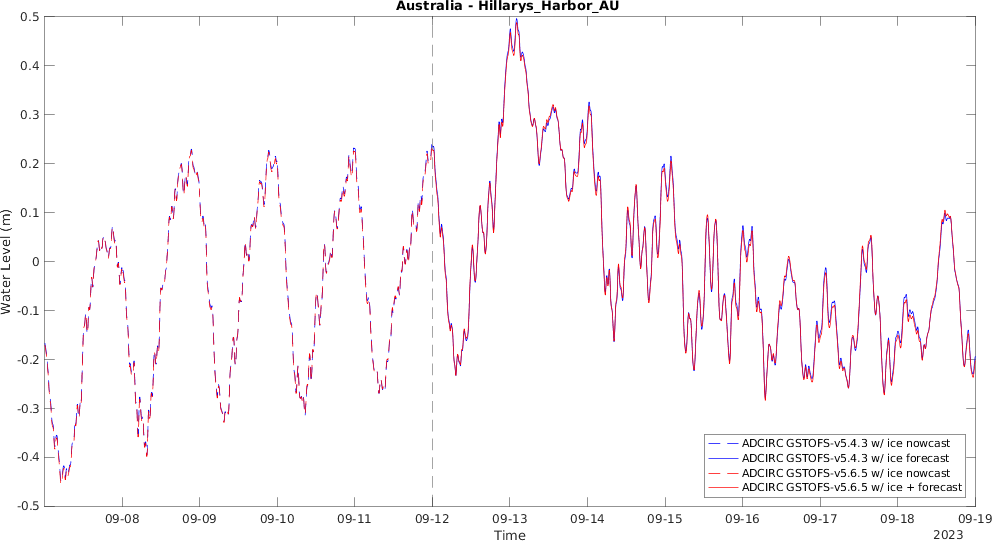 Australia - Hillarys_Harbor_AU
0.5
0.4
0.3
0.2
0.1
0
-0.1
-0.2
-0.3
-0.4
-0.5
Water Level (m)
ADCIRC GSTOFS-v5.4.3 w/ ice nowcast
ADCIRC GSTOFS-v5.4.3 w/ ice forecast
ADCIRC GSTOFS-v5.6.5 w/ ice nowcast
ADCIRC GSTOFS-v5.6.5 w/ ice + forecast
09-08 09-09 09-10 09-11 09-12 09-13 09-14 09-15 09-16 09-17 09-18 09-19
Time
2023